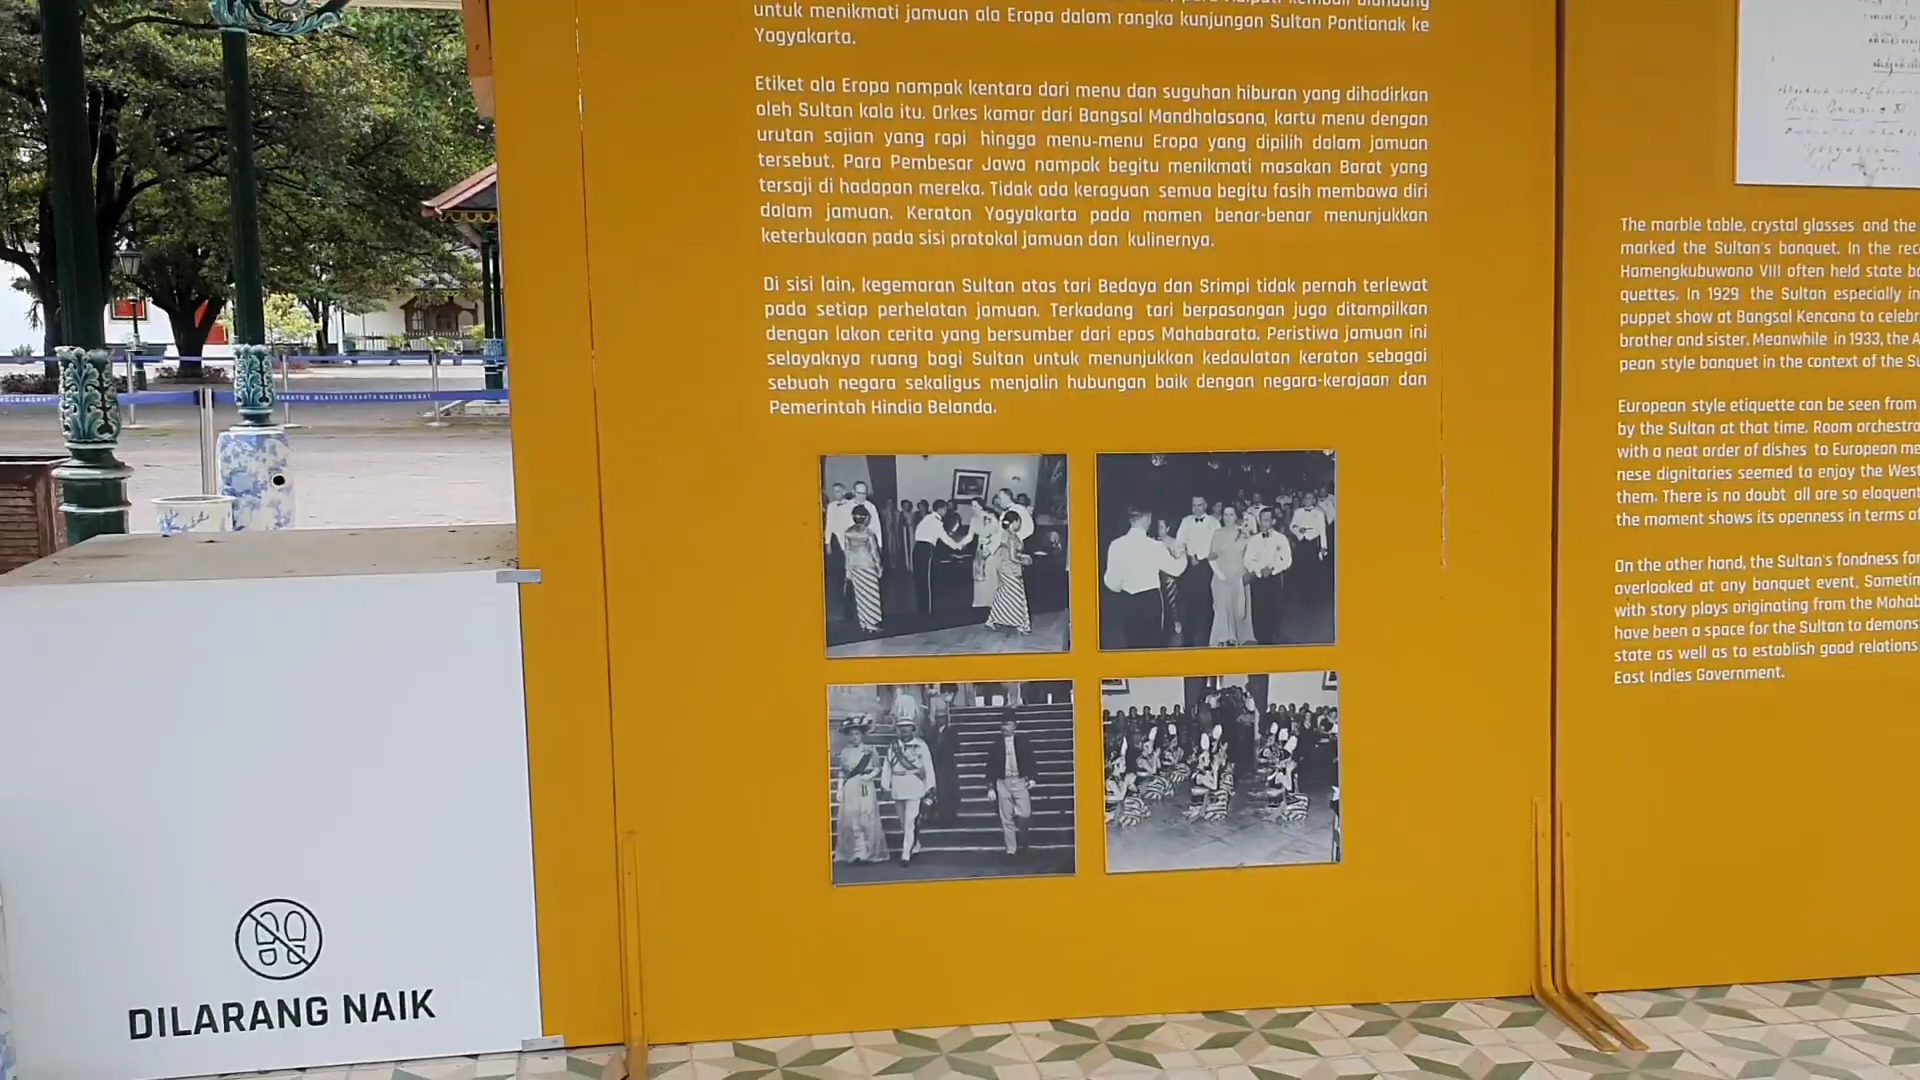 untuk menikmati jamuan ala Eropa dalam rangka kunjungan Sultan Pontianak ke
Yogyakarta.
Etiket ala Eropa nampak kentara dari menu dan suguhan hiburan yang dihadirkan
oleh Sultan kala itu. Orkes kamar dari Bangsal Mandhalasana, kartu menu dengan
urutan sajian yang rapi hingga menu-menu Eropa yang dipilih dalam jamuan
tersebut. Para Pembesar Jawa nampak begitu menikmati masakan Barat yang
tersaji di hadapan mereka. Tidak ada keraguan semua begitu fasih membawa diri
dalam jamuan. Keraton Yogyakarta pada momen benar-benar menunjukkan
keterbukaan pada sisi protokol jamuan dan kulinernya.
Di sisi lain, kegemaran Sultan atas tari Bedaya dan Srimpi tidak pernah terlewat
pada setiap perhelatan jamuan. Terkadang tari berpasangan juga ditampilkan
dengan lakon cerita yang bersumber dari epos Mahabarata. Peristiwa jamuan ini
selayaknya ruang bagi Sultan untuk menunjukkan kedaulatan keraton sebagai
sebuah negara sekaligus menjalin hubungan baik dengan negara-kerajaan dan
Pemerintah Hindia Belanda.
The marble table, crystal glasses and the
marked the Sultan's banquet. In the
Hamengkubuwono VIII often held state
quettes. In 1929 the Sultan especially
puppet show at Bangsal Kencana to
brother and sister. Meanwhile in 1933, the
pean style banquet in the context of the
European style etiquette can be seen from
by the Sultan at that time. Room
with a neat order of dishes to European
nese dignitaries seemed to enjoy the
them. There is no doubt all are so
the moment shows its openness in terms
On the other hand, the Sultan's fondness
overlooked at any banquet event.
with story plays originating from the
have been a space for the Sultan to
state as well as to establish good relations
East Indies Government.
KERATON NGAYOGYAKARTA HADININGRAT
DILARANG NAIK